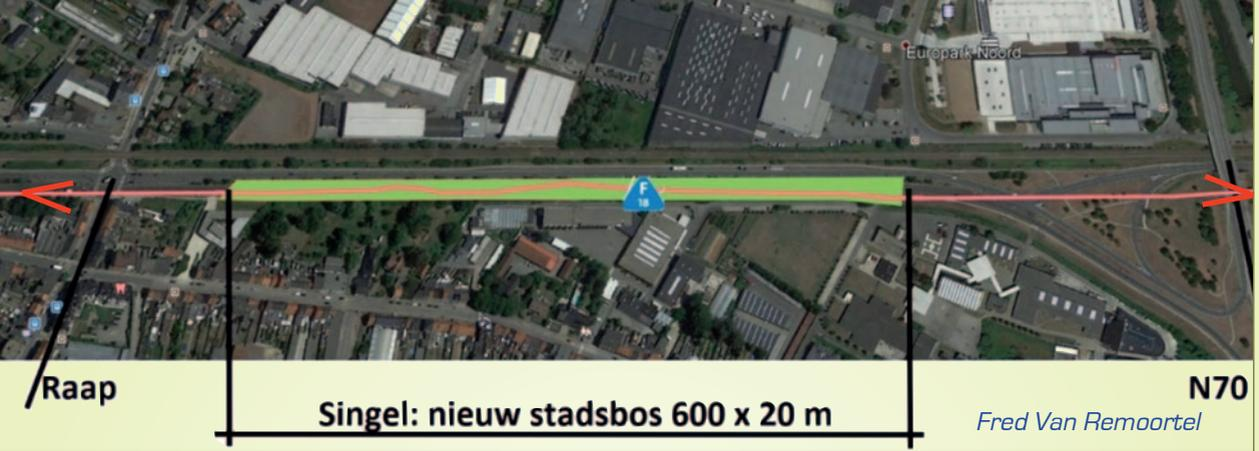 Europark Noord
F
18
Raap
N70
Singel: nieuw stadsbos 600 x 20 m
Fred Van Remoortel